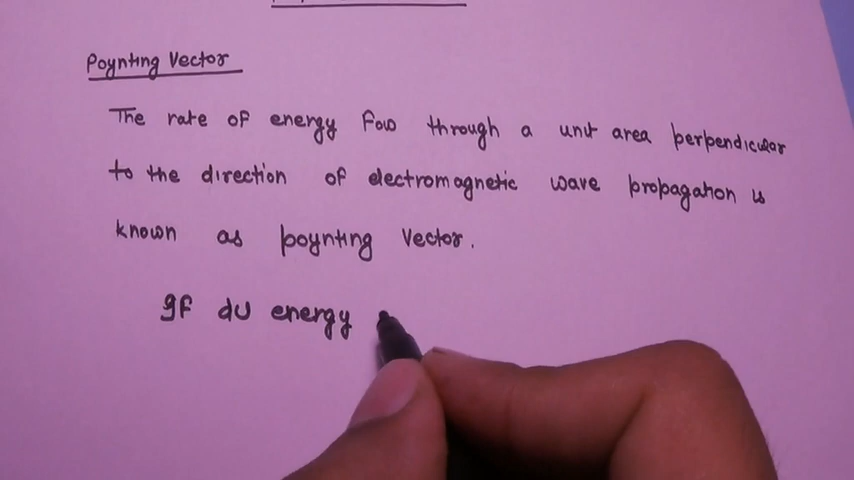 Poynting Vector
The rate of energy Flow through a unit area perpendicular
to the direction of electromagnetic wave propagation is
known as poynting vector.
If dU energy